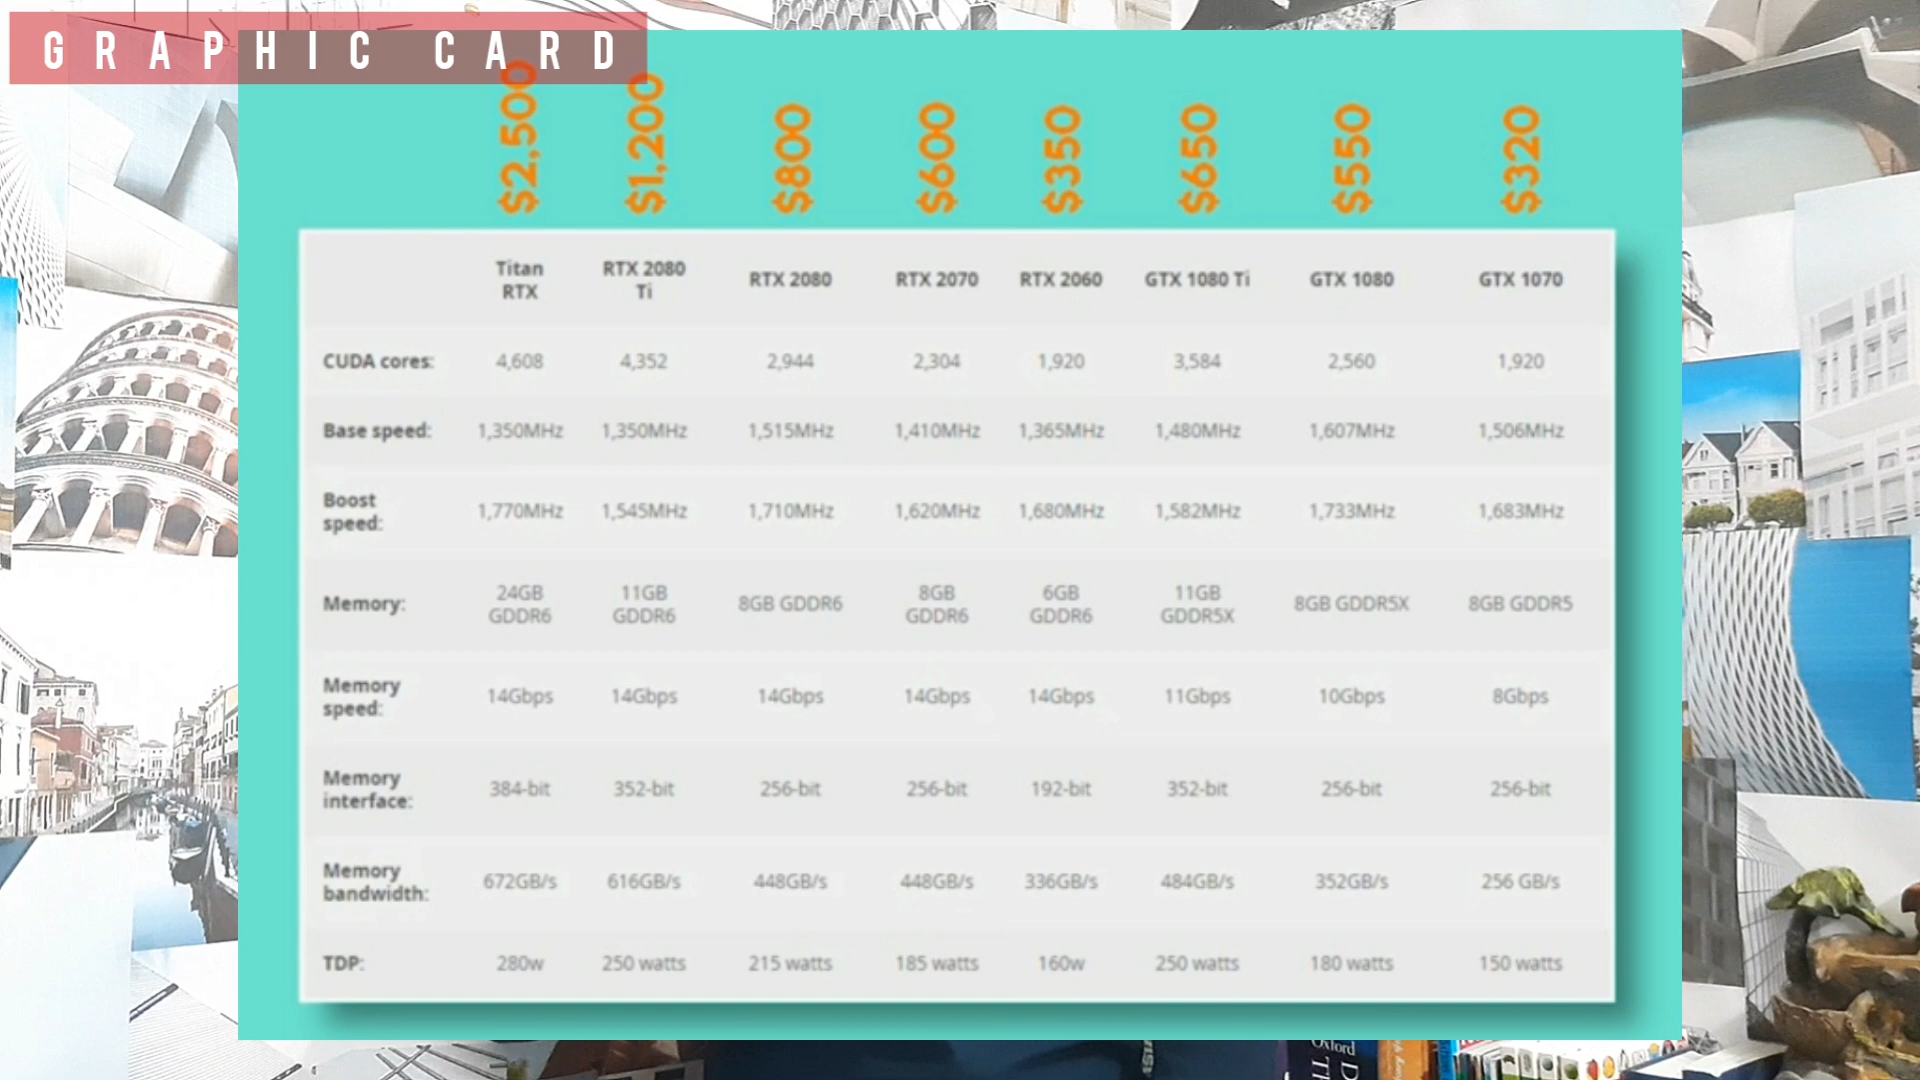 GRAPHIC CARD
$2,500 $1,200 $800 $600 $350 $650 $550 $320
Titan RTX RTX 2080 Ti RTX 2080 RTX 2070 RTX 2060 GTX 1080 Ti GTX 1080 GTX 1070
CUDA cores: 4,608 4,352 2,944 2,304 1,920 3,584 2,560 1,920
Base speed: 1,350MHz 1,350MHz 1,515MHz 1,410MHz 1,365MHz 1,480MHz 1,607MHz 1,506MHz
Boost speed: 1,770MHz 1,545MHz 1,710MHz 1,620MHz 1,680MHz 1,582MHz 1,733MHz 1,683MHz
Memory: 24GB GDDR6 11GB GDDR6 8GB GDDR6 8GB GDDR6 6GB GDDR6 11GB GDDR5X 8GB GDDR5X 8GB GDDR5
Memory speed: 14Gbps 14Gbps 14Gbps 14Gbps 14Gbps 11Gbps 10Gbps 8Gbps
Memory interface: 384-bit 352-bit 256-bit 256-bit 192-bit 352-bit 256-bit 256-bit
Memory bandwidth: 672GB/s 616GB/s 448GB/s 448GB/s 336GB/s 484GB/s 352GB/s 256 GB/s
TDP: 280w 250 watts 215 watts 185 watts 160w 250 watts 180 watts 150 watts
Oxford